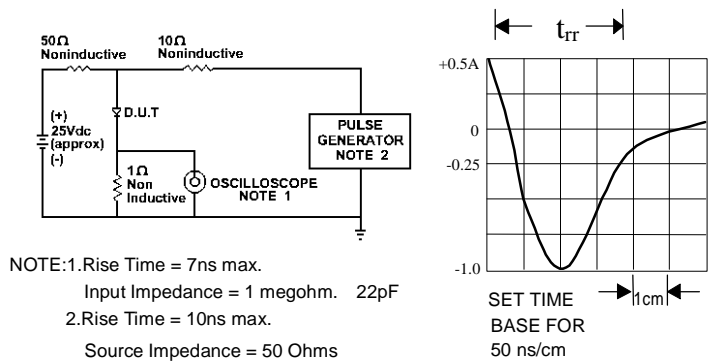 50Ω
Noninductive
10Ω
Noninductive
(+)
25Vdc
(approx)
(-)
D.U.T
1Ω
Non
Inductive
OSCILLOSCOPE
NOTE 1
PULSE
GENERATOR
NOTE 2
trr
+0.5A
0
-0.25
-1.0
1cm
SET TIME
BASE FOR
50 ns/cm
NOTE:1.Rise Time = 7ns max.
Input Impedance = 1 megohm. 22pF
2.Rise Time = 10ns max.
Source Impedance = 50 Ohms